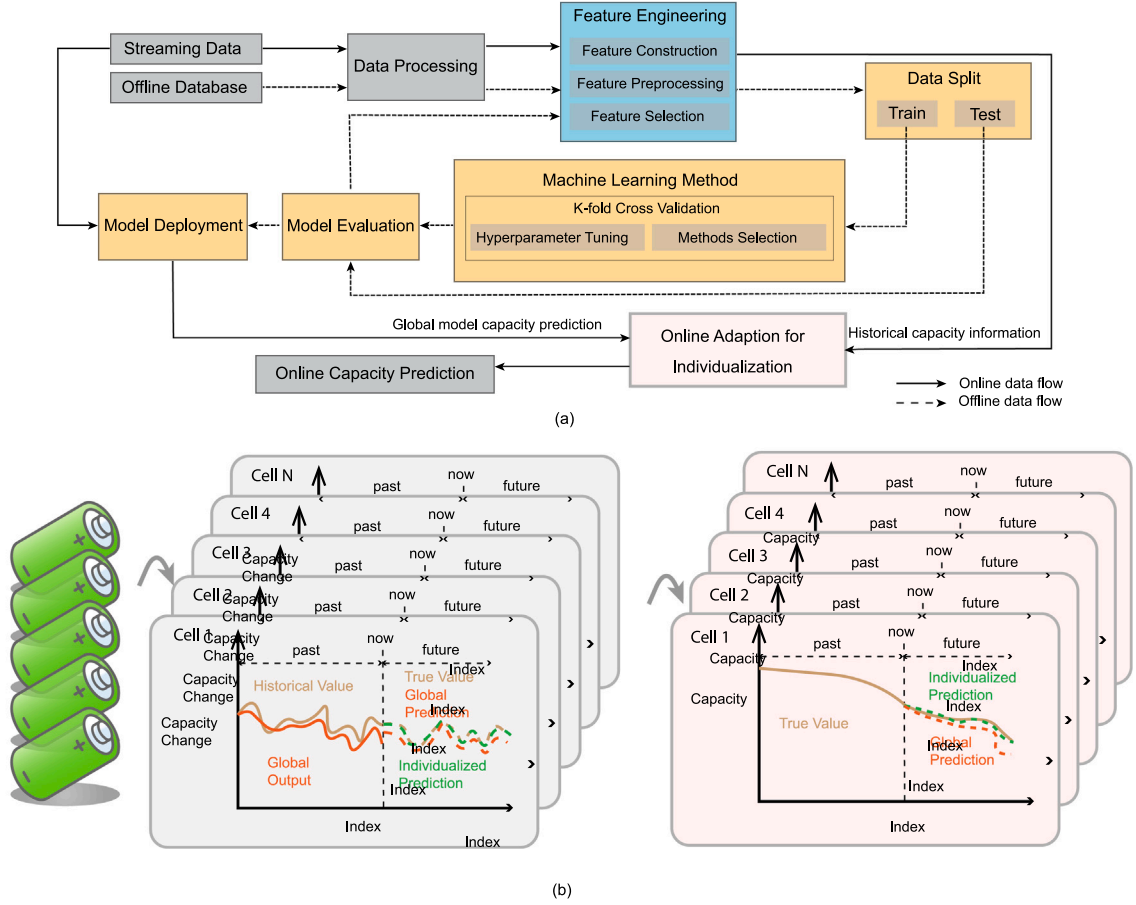 Feature Engineering
Streaming Data
Offline Database
Data Processing
Feature Construction
Feature Preprocessing
Feature Selection
Data Split
Train
Test
Machine Learning Method
K-fold Cross Validation
Hyperparameter Tuning
Methods Selection
Model Deployment
Model Evaluation
Global model capacity prediction
Online Adaption for
Individualization
Historical capacity information
Online Capacity Prediction
Online data flow
Offline data flow
(a)
Cell N
past
now
future
Cell 4
past
now
future
Capacity
Change
Cell 3
past
now
future
Capacity
Change
Cell 2
past
now
future
Capacity
Change
Cell 1
past
now
future
Capacity
Change
Capacity
Change
Historical Value
True Value
Global
Prediction
Global
Output
Individualized
Prediction
Index
Index
Index
Index
Index
Index
Cell N
past
now
future
Cell 4
past
now
future
Capacity
Cell 3
past
now
future
Capacity
Cell 2
past
now
future
Capacity
Cell 1
past
now
future
Capacity
Capacity
True Value
Individualized
Prediction
Global
Prediction
Index
Index
Index
Index
Index
(b)